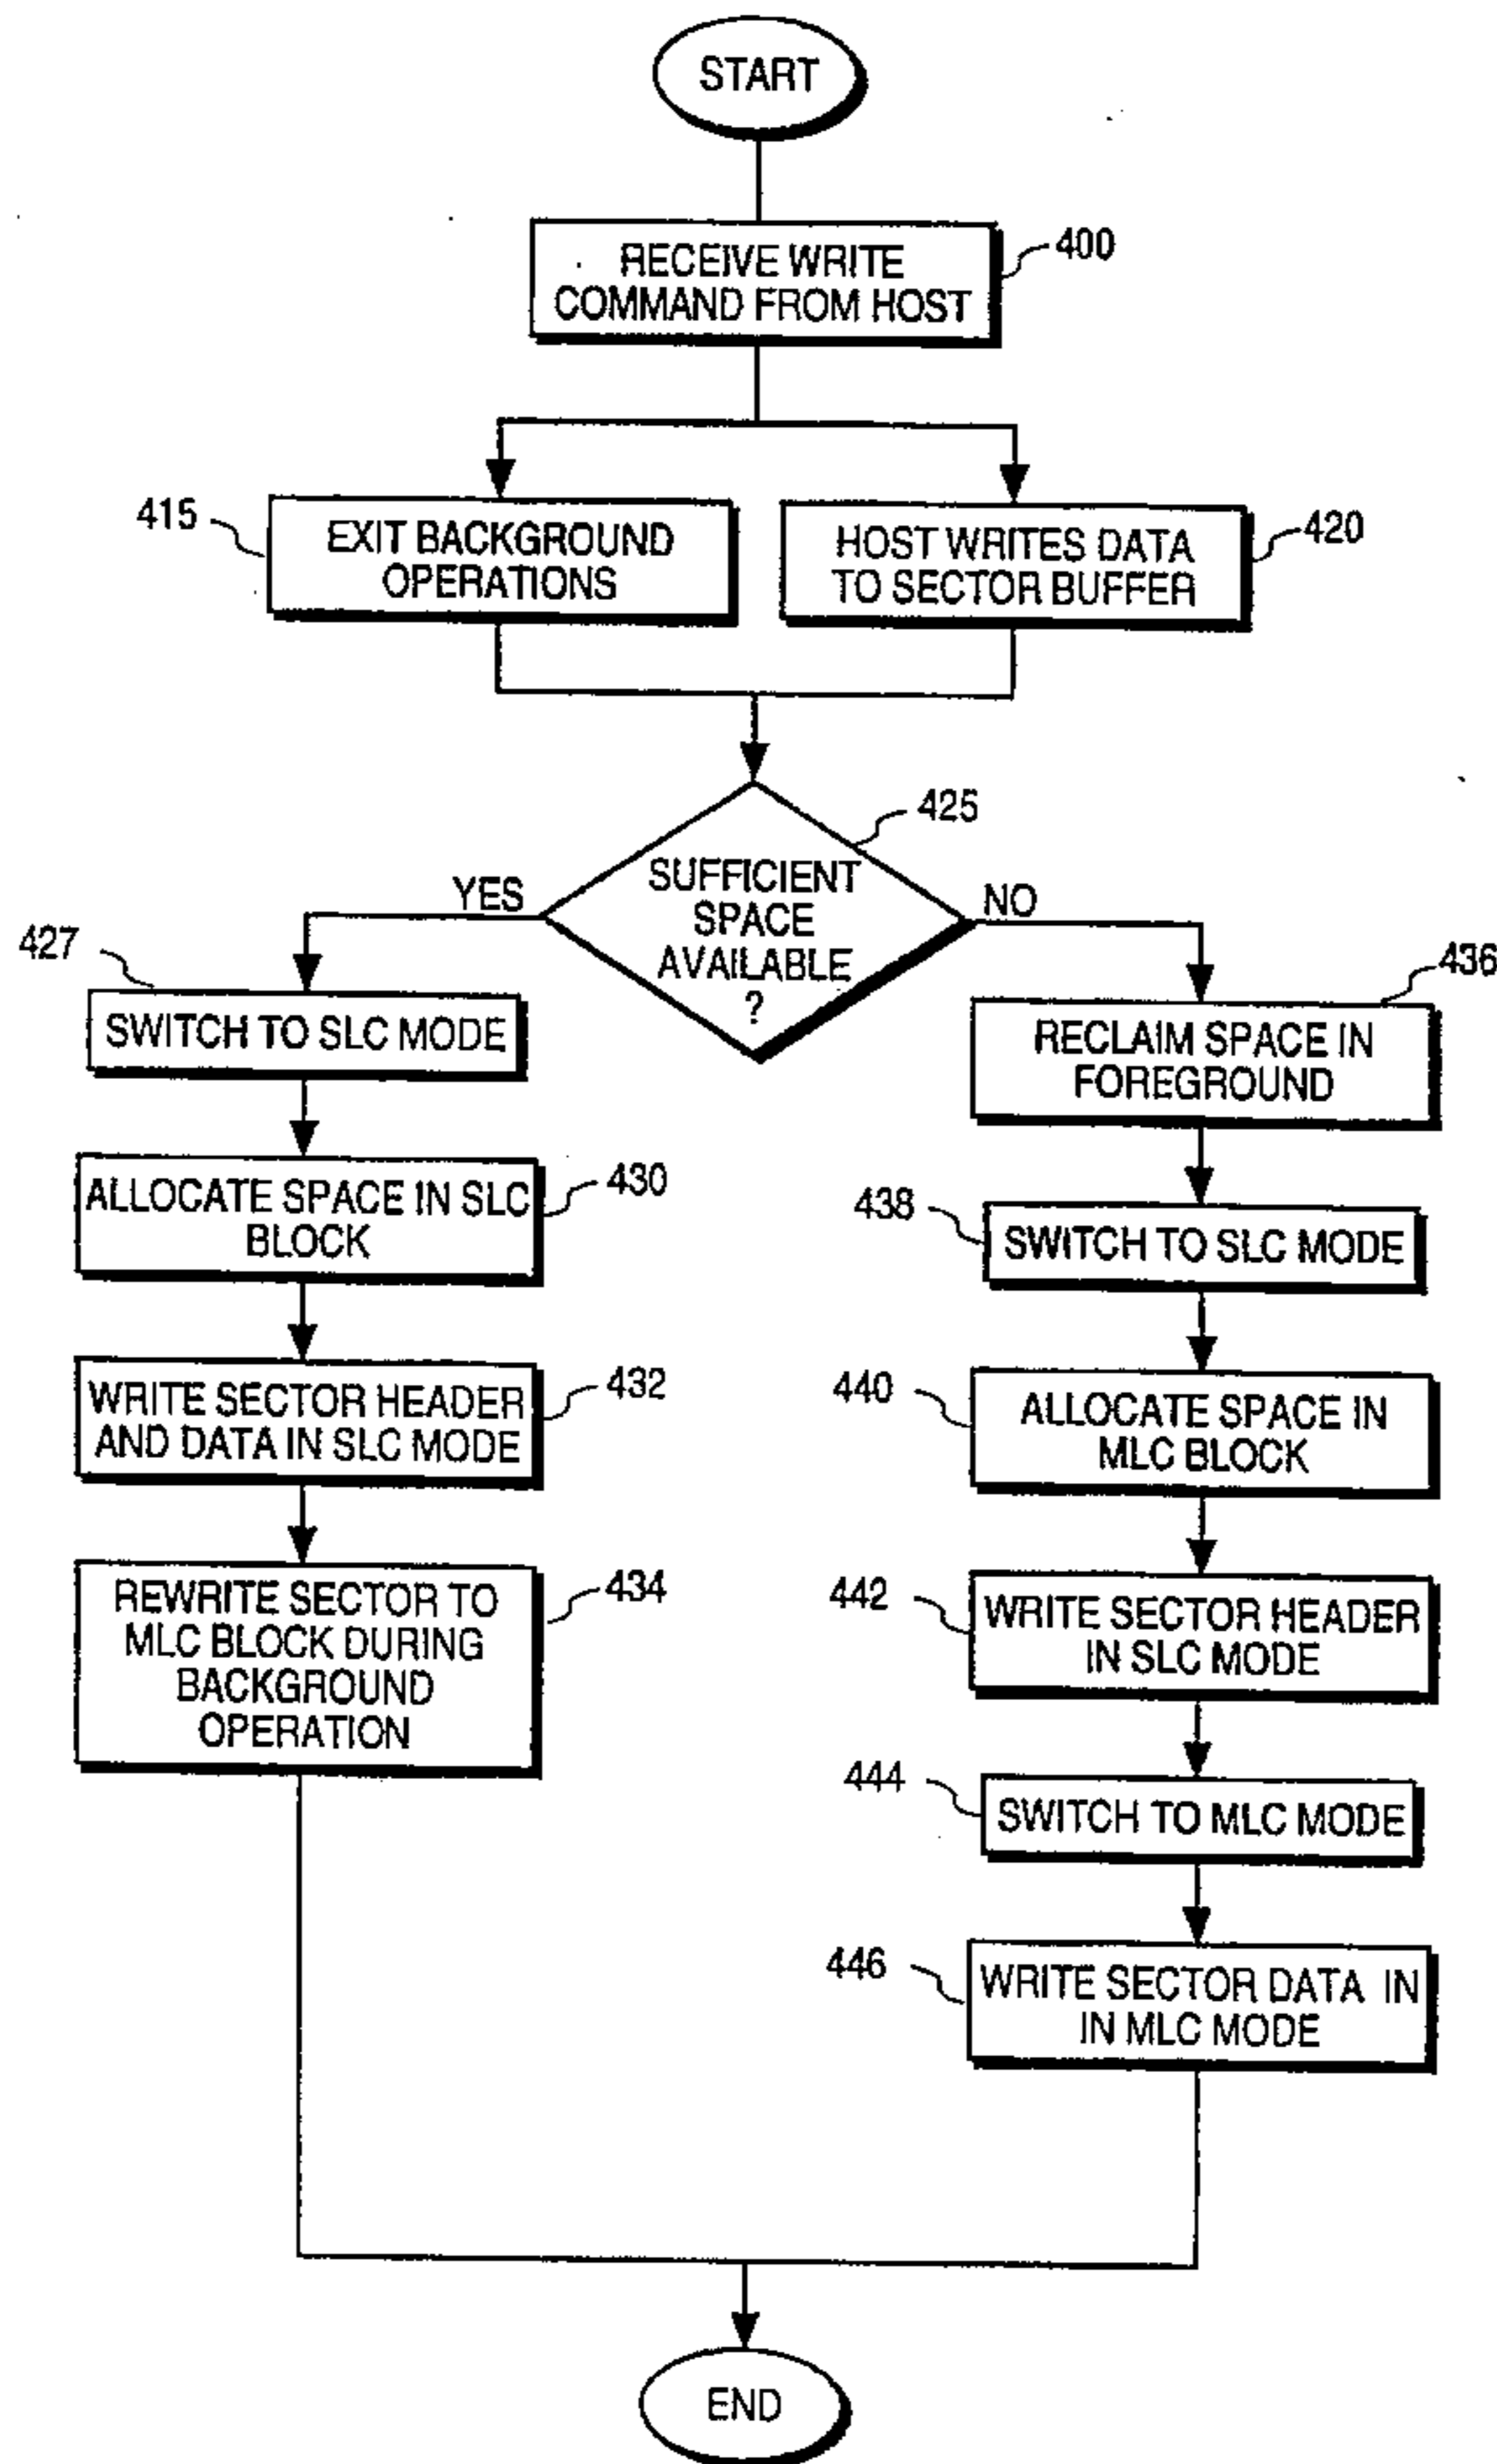 START
RECEIVE WRITE
COMMAND FROM HOST
400
415
EXIT BACKGROUND
OPERATIONS
HOST WRITES DATA
TO SECTOR BUFFER
420
425
SUFFICIENT
SPACE
AVAILABLE
?
YES
NO
427
SWITCH TO SLC MODE
ALLOCATE SPACE IN SLC
BLOCK
430
WRITE SECTOR HEADER
AND DATA IN SLC MODE
432
REWRITE SECTOR TO
MLC BLOCK DURING
BACKGROUND
OPERATION
434
436
RECLAIM SPACE IN
FOREGROUND
438
SWITCH TO SLC MODE
440
ALLOCATE SPACE IN
MLC BLOCK
442
WRITE SECTOR HEADER
IN SLC MODE
444
SWITCH TO MLC MODE
446
WRITE SECTOR DATA IN
IN MLC MODE
END